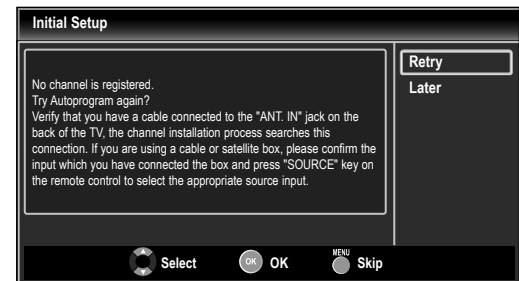 Initial Setup
No channel is registered.
Try Autoprogram again?
Verify that you have a cable connected to the "ANT. IN" jack on the
back of the TV, the channel installation process searches this
connection. If you are using a cable or satellite box, please confirm the
input which you have connected the box and press "SOURCE" key on
the remote control to select the appropriate source input.
Retry
Later
Select OK OK MENU Skip